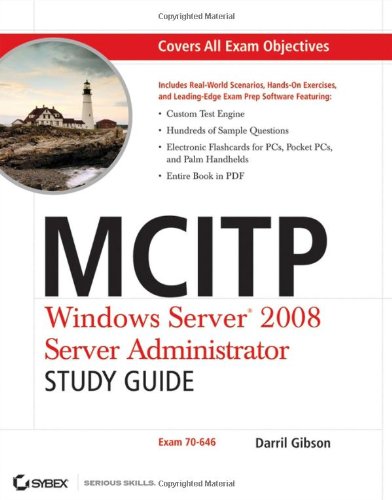 Copyrighted Material
Covers All Exam Objectives
Includes Real-World Scenarios, Hands-On Exercises,
and Leading-Edge Exam Prep Software Featuring:
• Custom Test Engine
• Hundreds of Sample Questions
• Electronic Flashcards for PCs, Pocket PCs,
and Palm Handhelds
• Entire Book in PDF
MCITP
Windows Server® 2008
Server Administrator
STUDY GUIDE
Exam 70-646
Darril Gibson
SYBEX
SERIOUS SKILLS.
Copyrighted Material